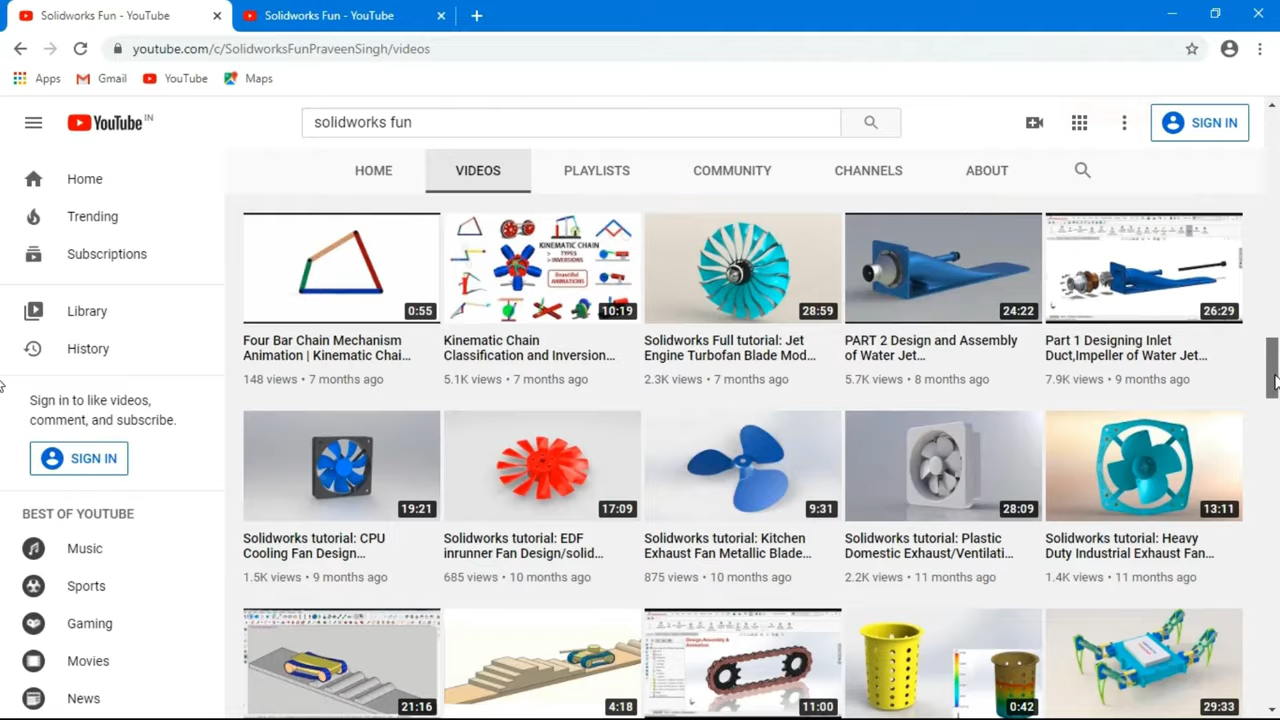 Solidworks Fun - YouTube
Solidworks Fun - YouTube
youtube.com/c/SolidworksFunPraveenSingh/videos
Apps Gmail YouTube Maps
YouTube IN
solidworks fun
SIGN IN
HOME VIDEOS PLAYLISTS COMMUNITY CHANNELS ABOUT
Home
Trending
Subscriptions
Library
History
Sign in to like videos,
comment, and subscribe.
SIGN IN
BEST OF YOUTUBE
Music
Sports
Gaming
Movies
News
0:55
Four Bar Chain Mechanism
Animation | Kinematic Chai...
148 views • 7 months ago
KINEMATIC CHAIN
> TYPES
> INVERSIONS
Beautiful
ANIMATIONS
10:19
Kinematic Chain
Classification and Inversion...
5.1K views • 7 months ago
28:59
Solidworks Full tutorial: Jet
Engine Turbofan Blade Mod...
2.3K views • 7 months ago
24:22
PART 2 Design and Assembly
of Water Jet...
5.7K views • 8 months ago
26:29
Part 1 Designing Inlet
Duct,Impeller of Water Jet...
7.9K views • 9 months ago
19:21
Solidworks tutorial: CPU
Cooling Fan Design...
1.5K views • 9 months ago
17:09
Solidworks tutorial: EDF
inrunner Fan Design/solid...
685 views • 10 months ago
9:31
Solidworks tutorial: Kitchen
Exhaust Fan Metallic Blade...
875 views • 10 months ago
28:09
Solidworks tutorial: Plastic
Domestic Exhaust/Ventilati...
2.2K views • 11 months ago
13:11
Solidworks tutorial: Heavy
Duty Industrial Exhaust Fan...
1.4K views • 11 months ago
21:16
4:18
Design,Assembly &
Animation
11:00
0:42
29:33